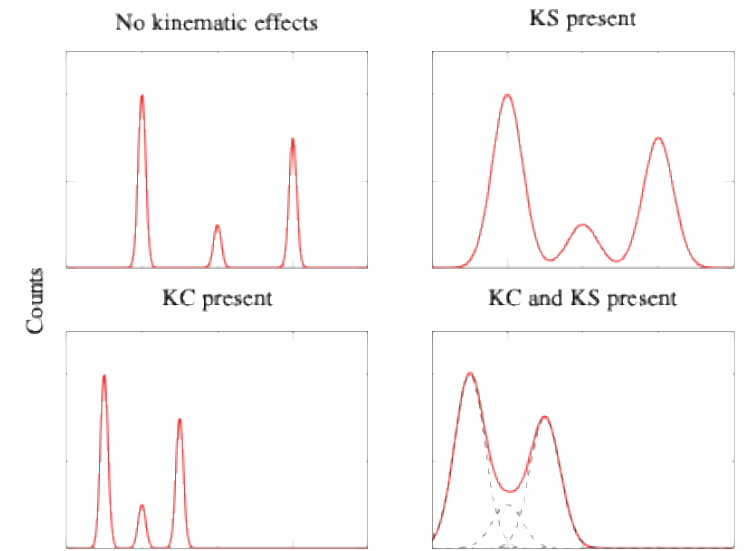 No kinematic effects
KS present
Counts
KC present
KC and KS present